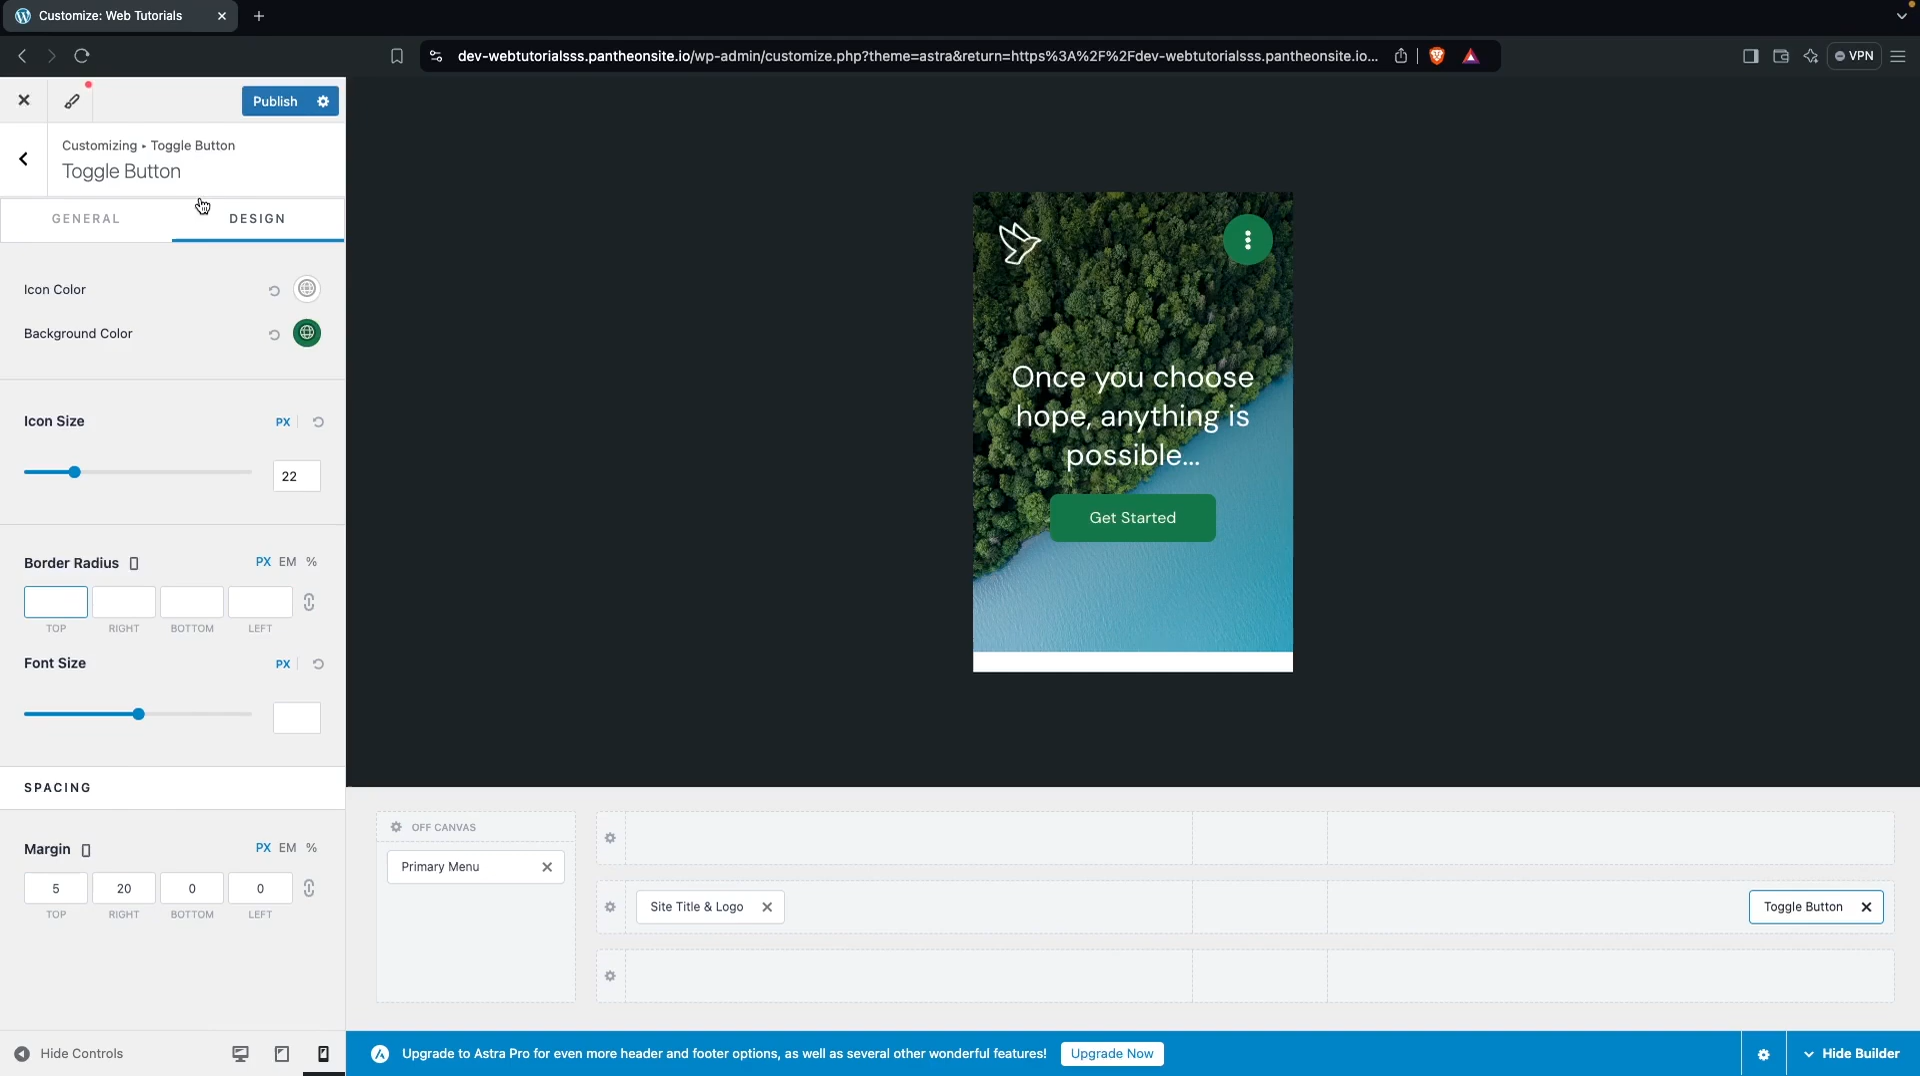 Customize: Web Tutorials
dev-webtutorialsss.pantheonsite.io/wp-admin/customize.php?theme=astra&return=https%3A%2F%2Fdev-webtutorialsss.pantheonsite.io...
VPN
Publish
Customizing ▸ Toggle Button
Toggle Button
GENERAL DESIGN
Icon Color
Background Color
Icon Size PX
22
Border Radius PX EM %
TOP RIGHT BOTTOM LEFT
Font Size PX
SPACING
Margin PX EM %
5 20 0 0
TOP RIGHT BOTTOM LEFT
Hide Controls
Once you choose
hope, anything is
possible...
Get Started
OFF CANVAS
Primary Menu
Site Title & Logo
Toggle Button
Upgrade to Astra Pro for even more header and footer options, as well as several other wonderful features! Upgrade Now
Hide Builder